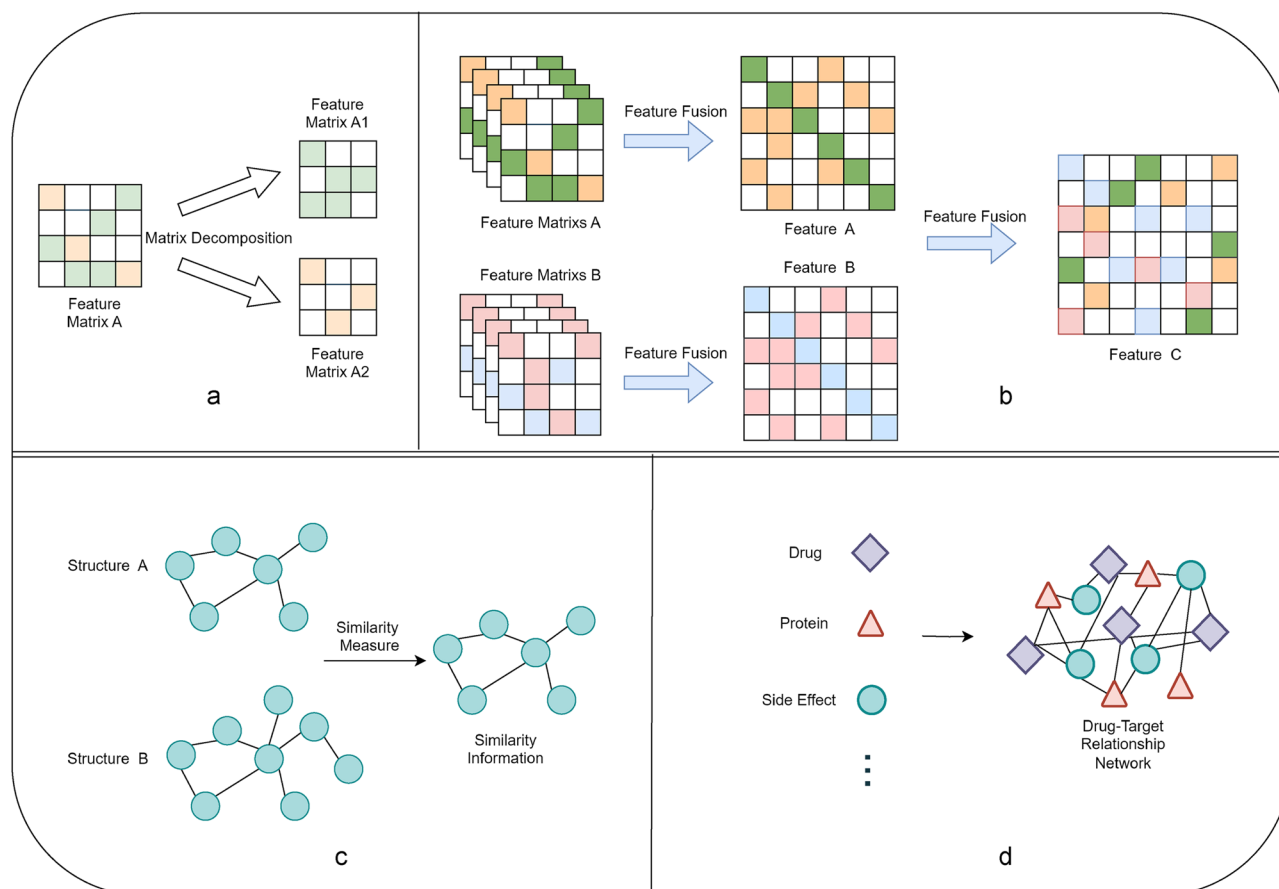 Feature
Matrix A1
Matrix Decomposition
Feature
Matrix A
Feature
Matrix A2
a
Feature Fusion
Feature Matrixs A
Feature A
Feature Fusion
Feature Matrixs B
Feature B
Feature Fusion
Feature C
b
Structure A
Similarity
Measure
Structure B
Similarity
Information
c
Drug
Protein
Side Effect
Drug-Target
Relationship
Network
d